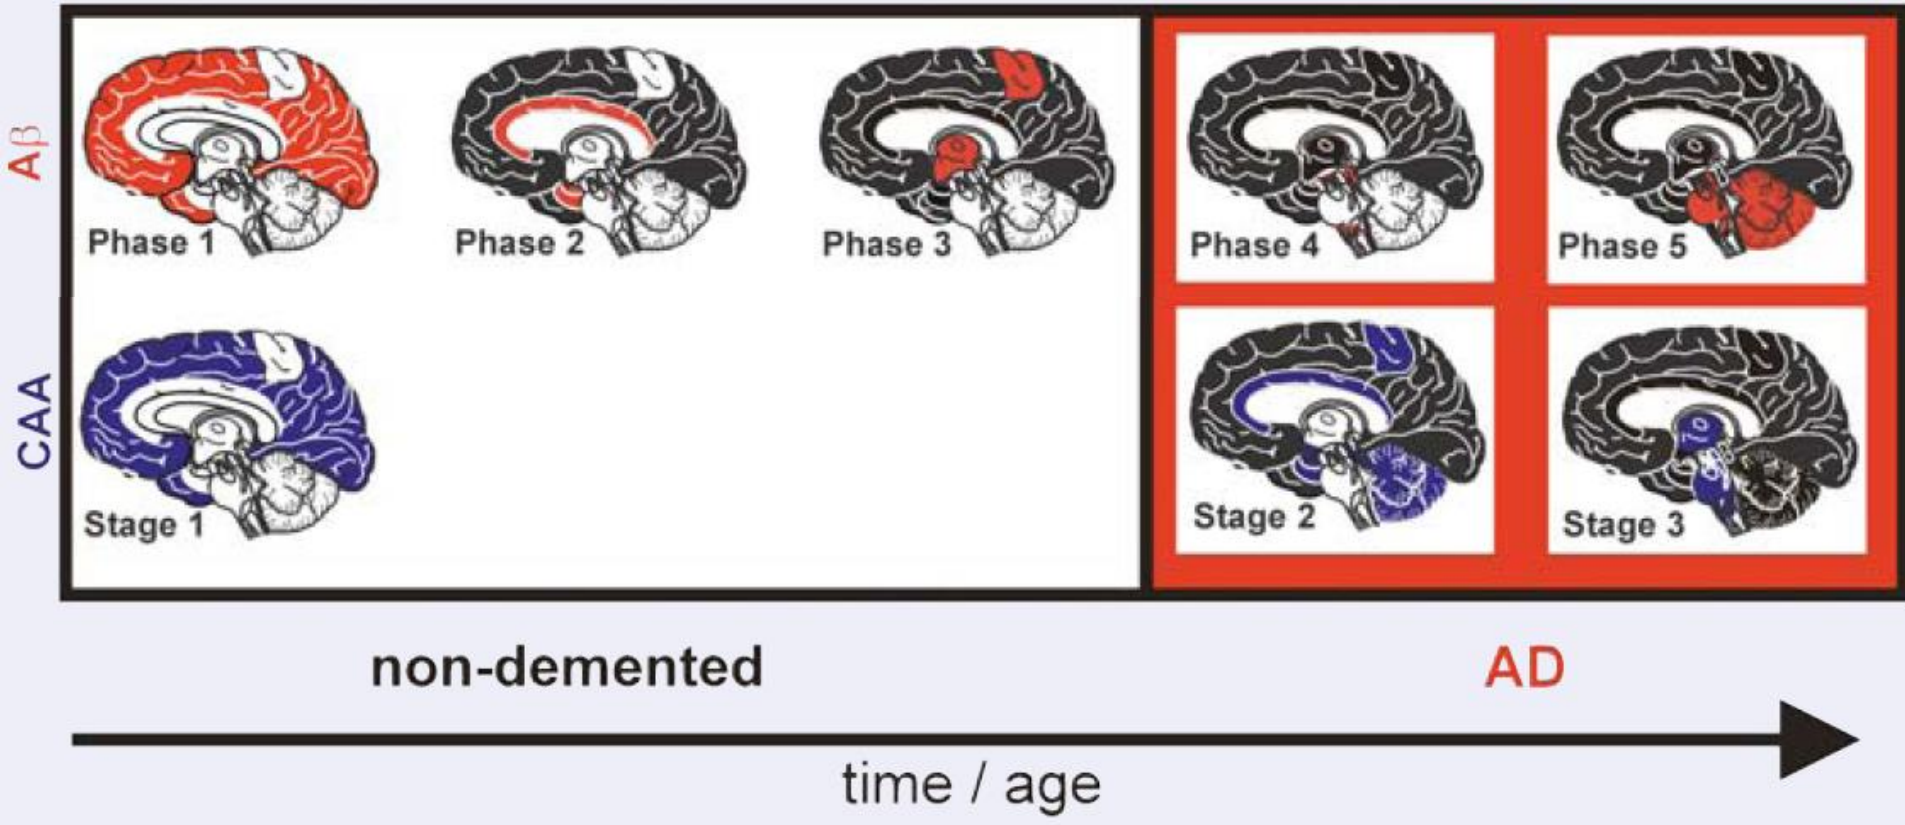 Aβ
Phase 1
Phase 2
Phase 3
Phase 4
Phase 5
CAA
Stage 1
Stage 2
Stage 3
non-demented
AD
time / age